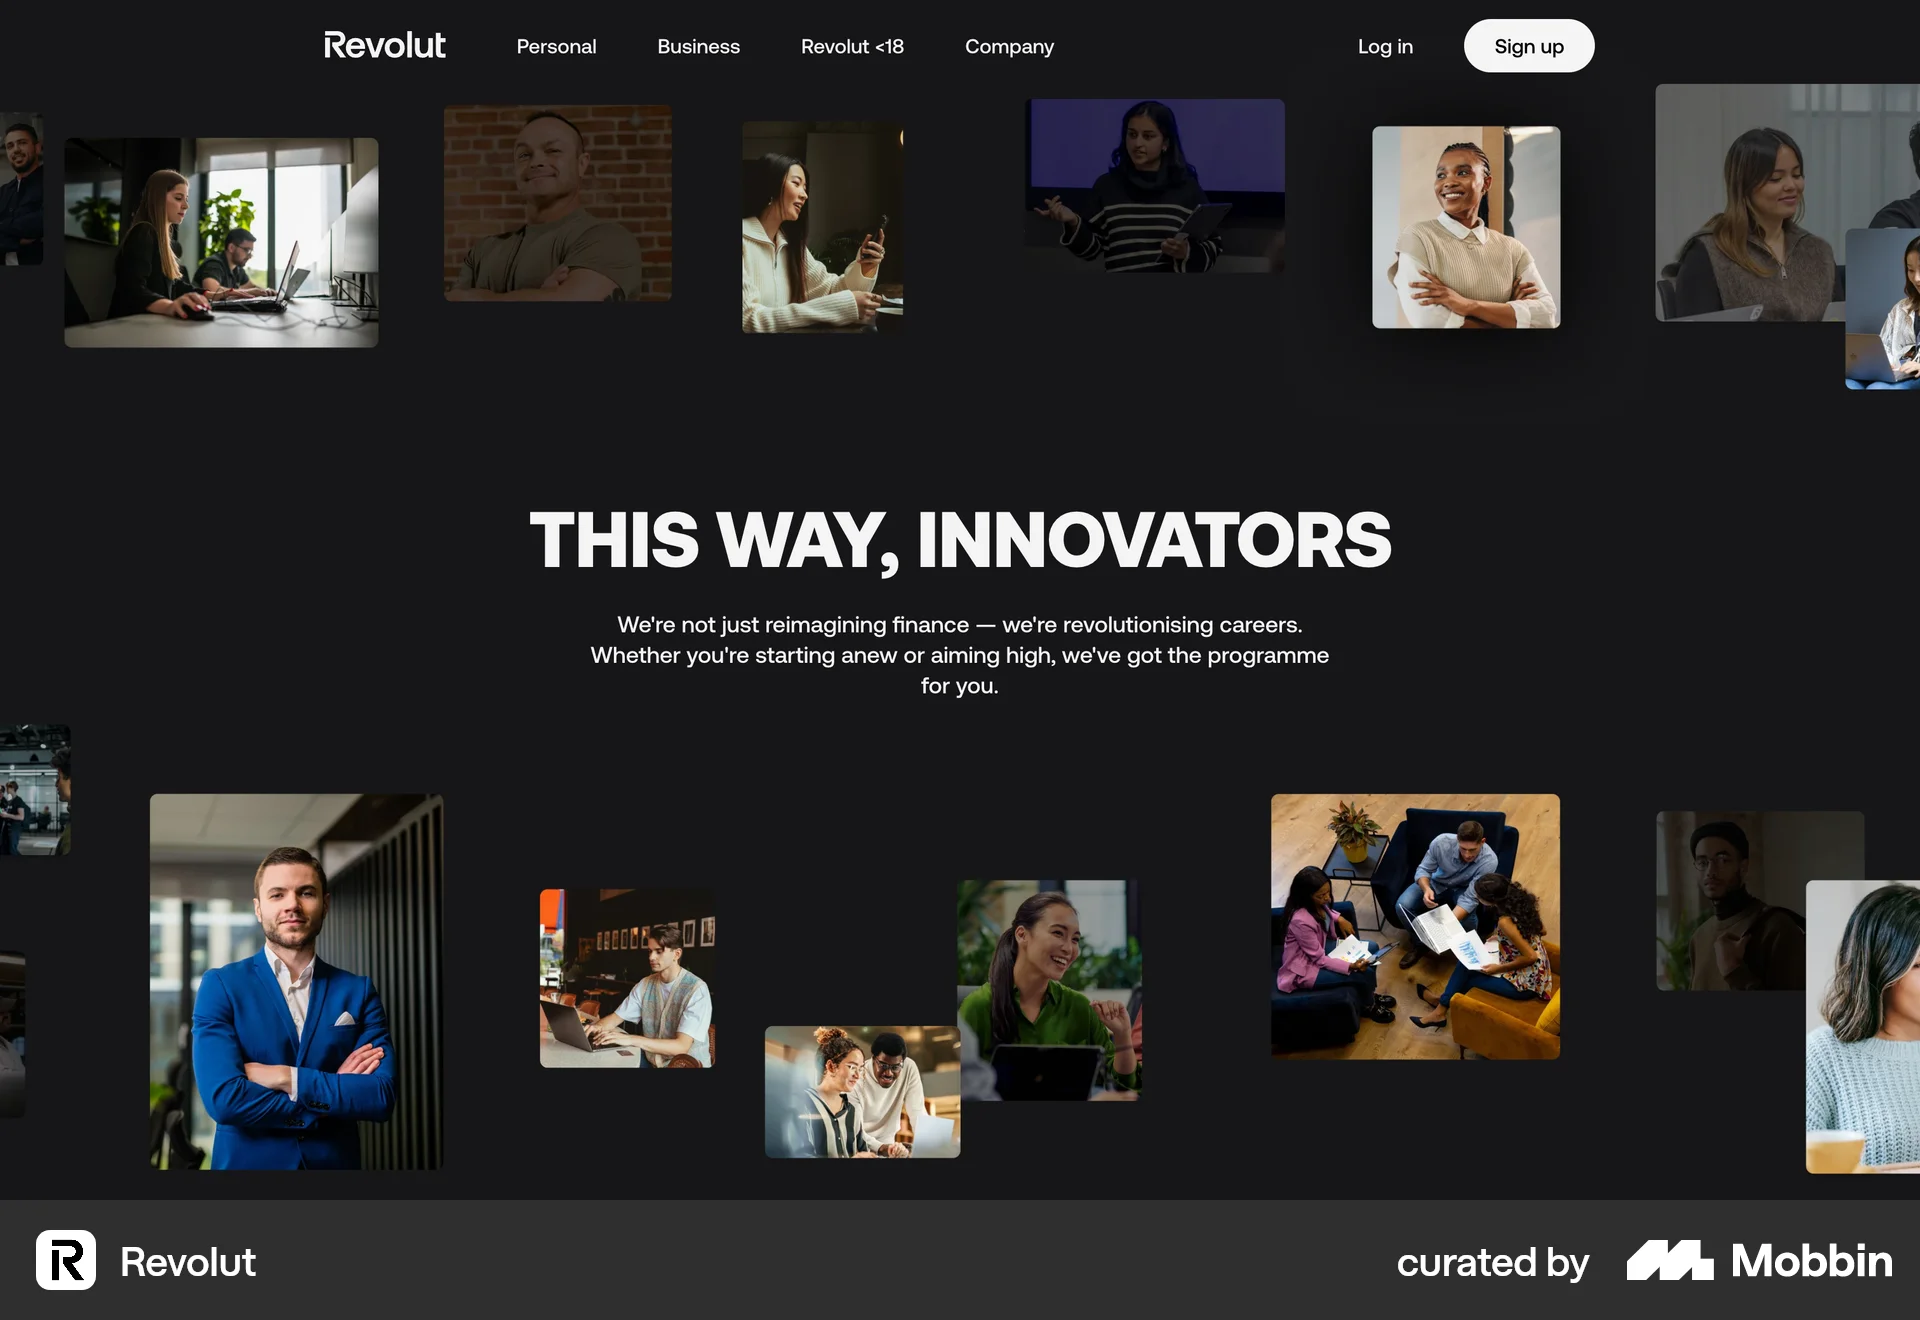 Revolut
Personal
Business
Revolut <18
Company
Log in
Sign up
THIS WAY, INNOVATORS
We're not just reimagining finance — we're revolutionising careers.
Whether you're starting anew or aiming high, we've got the programme
for you.
R Revolut
curated by Mobbin